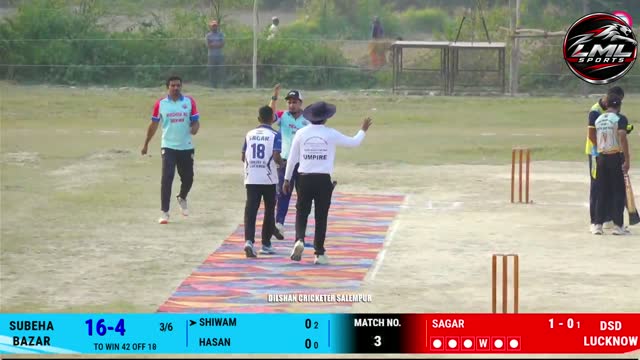 LML
SPORTS
SAGAR
18
UMPIRE
DILSHAN CRICKETER SALEMPUR
SUBEHA
BAZAR
16-4
3/6
TO WIN 42 OFF 18
SHIWAM
0 2
HASAN
0 0
MATCH NO.
3
SAGAR
1 - 0 1
W
DSD
LUCKNOW